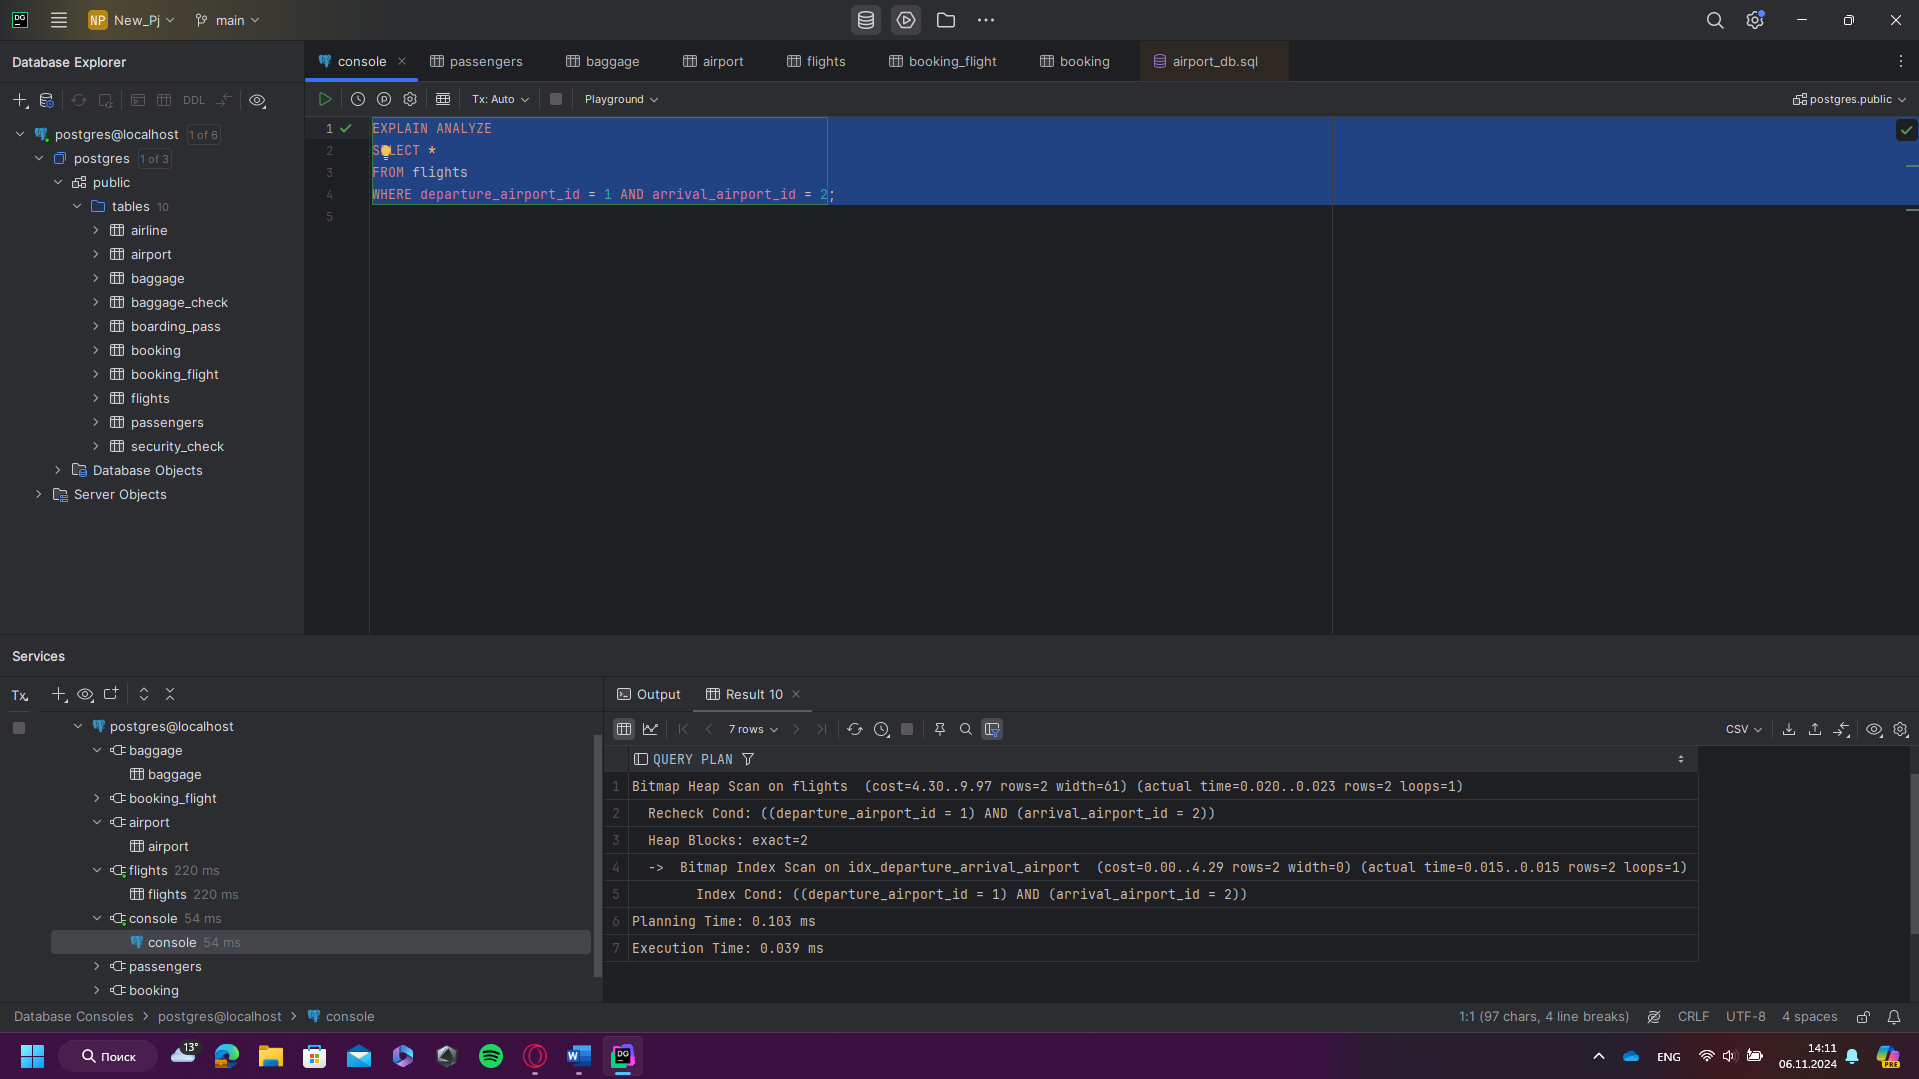 NP New_Pj main
Database Explorer
console passengers baggage airport flights booking_flight booking airport_db.sql
DDL
Tx: Auto Playground postgres.public
postgres@localhost 1 of 6
postgres 1 of 3
public
tables 10
airline
airport
baggage
baggage_check
boarding_pass
booking
booking_flight
flights
passengers
security_check
Database Objects
Server Objects
1 EXPLAIN ANALYZE
2 SELECT *
3 FROM flights
4 WHERE departure_airport_id = 1 AND arrival_airport_id = 2;
5
Services
Tx
postgres@localhost
baggage
baggage
booking_flight
airport
airport
flights 220 ms
flights 220 ms
console 54 ms
console 54 ms
passengers
booking
Output Result 10
7 rows CSV
QUERY PLAN
1 Bitmap Heap Scan on flights (cost=4.30..9.97 rows=2 width=61) (actual time=0.020..0.023 rows=2 loops=1)
2 Recheck Cond: ((departure_airport_id = 1) AND (arrival_airport_id = 2))
3 Heap Blocks: exact=2
4 -> Bitmap Index Scan on idx_departure_arrival_airport (cost=0.00..4.29 rows=2 width=0) (actual time=0.015..0.015 rows=2 loops=1)
5 Index Cond: ((departure_airport_id = 1) AND (arrival_airport_id = 2))
6 Planning Time: 0.103 ms
7 Execution Time: 0.039 ms
Database Consoles > postgres@localhost > console
1:1 (97 chars, 4 line breaks) CRLF UTF-8 4 spaces
Поиск 13° ENG 14:11
06.11.2024